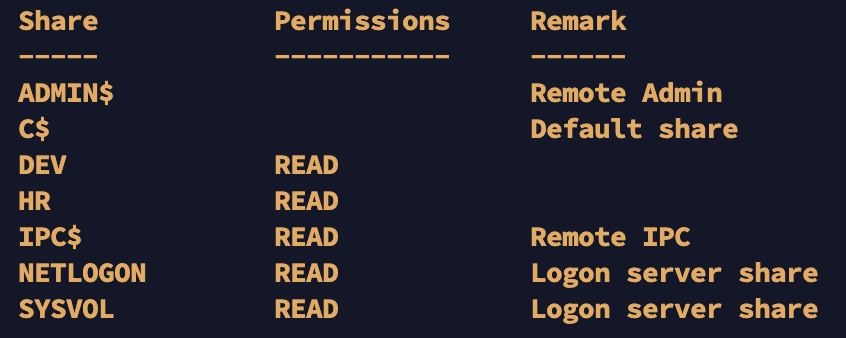 Share Permissions Remark
----- ----------- ------
ADMIN$ Remote Admin
C$ Default share
DEV READ
HR READ
IPC$ READ Remote IPC
NETLOGON READ Logon server share
SYSVOL READ Logon server share